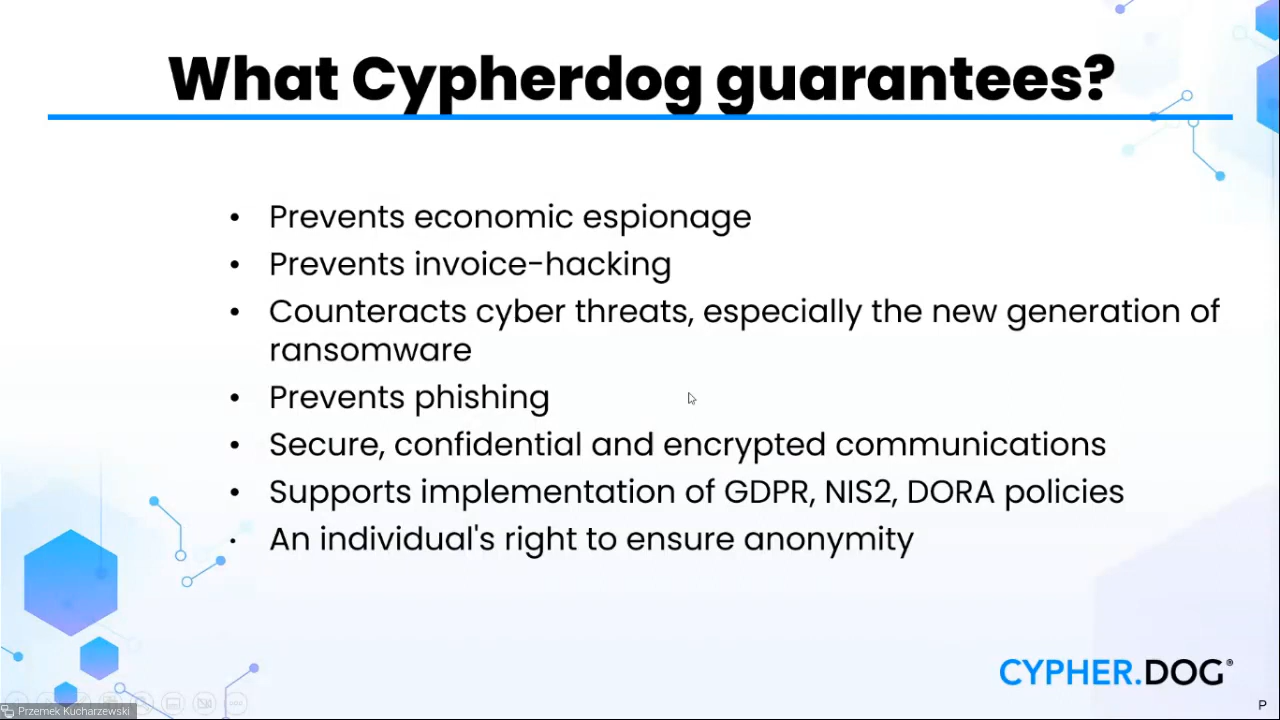 What Cypherdog guarantees?
• Prevents economic espionage
• Prevents invoice-hacking
• Counteracts cyber threats, especially the new generation of
ransomware
• Prevents phishing
• Secure, confidential and encrypted communications
• Supports implementation of GDPR, NIS2, DORA policies
• An individual's right to ensure anonymity
CYPHER.DOG®
Przemek Kucharzewski
P